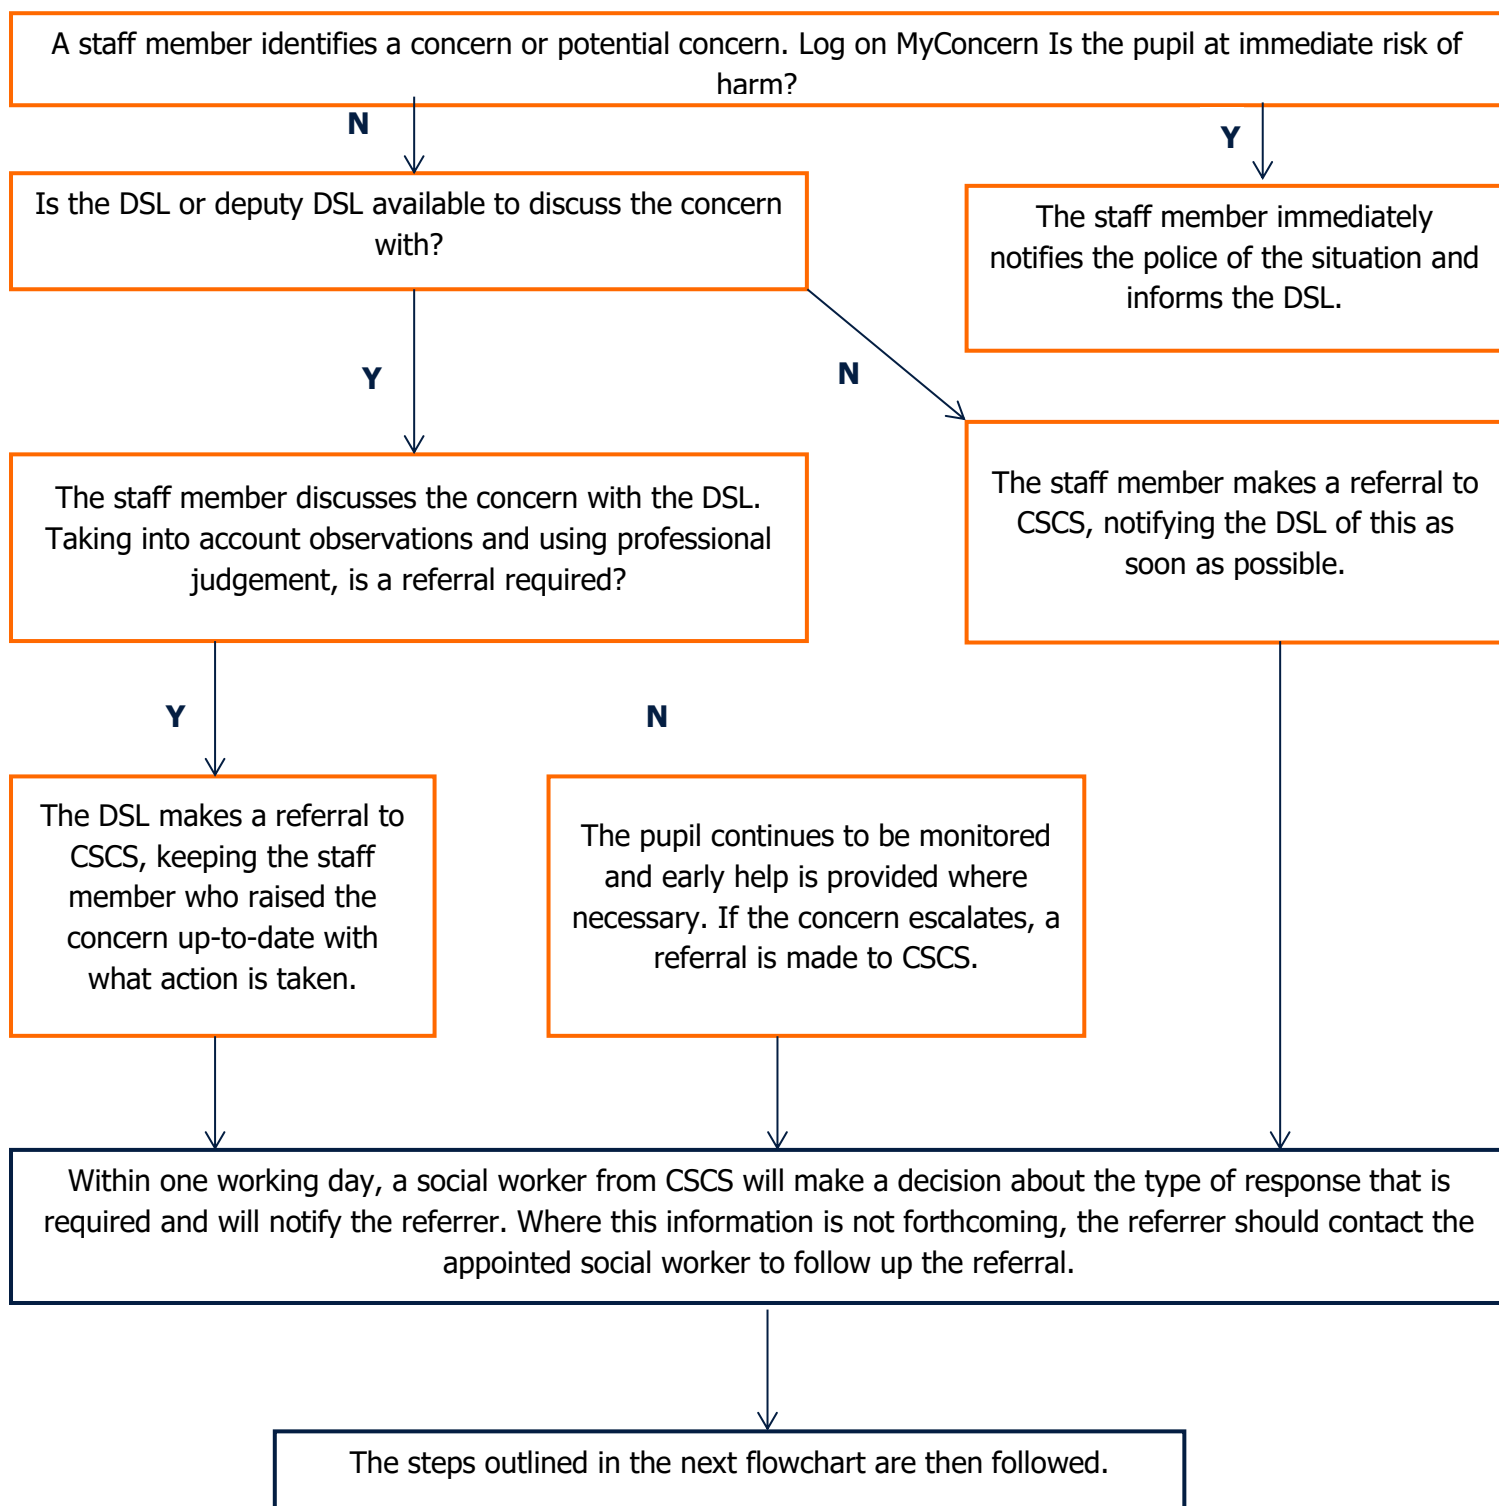 A staff member identifies a concern or potential concern. Log on MyConcern Is the pupil at immediate risk of
harm?
N
Y
Is the DSL or deputy DSL available to discuss the concern
with?
The staff member immediately
notifies the police of the situation and
informs the DSL.
Y
N
The staff member discusses the concern with the DSL.
Taking into account observations and using professional
judgement, is a referral required?
The staff member makes a referral to
CSCS, notifying the DSL of this as
soon as possible.
Y
N
The DSL makes a referral to
CSCS, keeping the staff
member who raised the
concern up-to-date with
what action is taken.
The pupil continues to be monitored
and early help is provided where
necessary. If the concern escalates, a
referral is made to CSCS.
Within one working day, a social worker from CSCS will make a decision about the type of response that is
required and will notify the referrer. Where this information is not forthcoming, the referrer should contact the
appointed social worker to follow up the referral.
The steps outlined in the next flowchart are then followed.